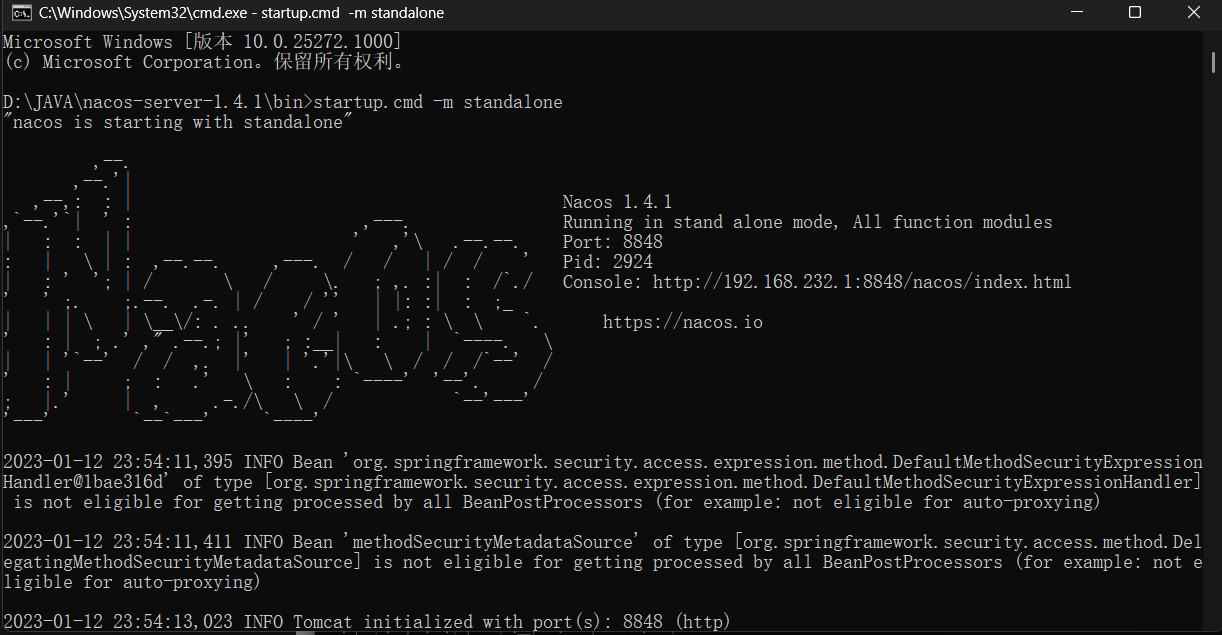 C:\Windows\System32\cmd.exe - startup.cmd  -m standalone
Microsoft Windows [版本 10.0.25272.1000]
(c) Microsoft Corporation。保留所有权利。
D:\JAVA\nacos-server-1.4.1\bin>startup.cmd -m standalone
"nacos is starting with standalone"
Nacos 1.4.1
Running in stand alone mode, All function modules
Port: 8848
Pid: 2924
Console: http://192.168.232.1:8848/nacos/index.html
https://nacos.io
2023-01-12 23:54:11,395 INFO Bean 'org.springframework.security.access.expression.method.DefaultMethodSecurityExpression
Handler@1bae316d' of type [org.springframework.security.access.expression.method.DefaultMethodSecurityExpressionHandler]
 is not eligible for getting processed by all BeanPostProcessors (for example: not eligible for auto-proxying)
2023-01-12 23:54:11,411 INFO Bean 'methodSecurityMetadataSource' of type [org.springframework.security.access.method.Del
egatingMethodSecurityMetadataSource] is not eligible for getting processed by all BeanPostProcessors (for example: not e
ligible for auto-proxying)
2023-01-12 23:54:13,023 INFO Tomcat initialized with port(s): 8848 (http)